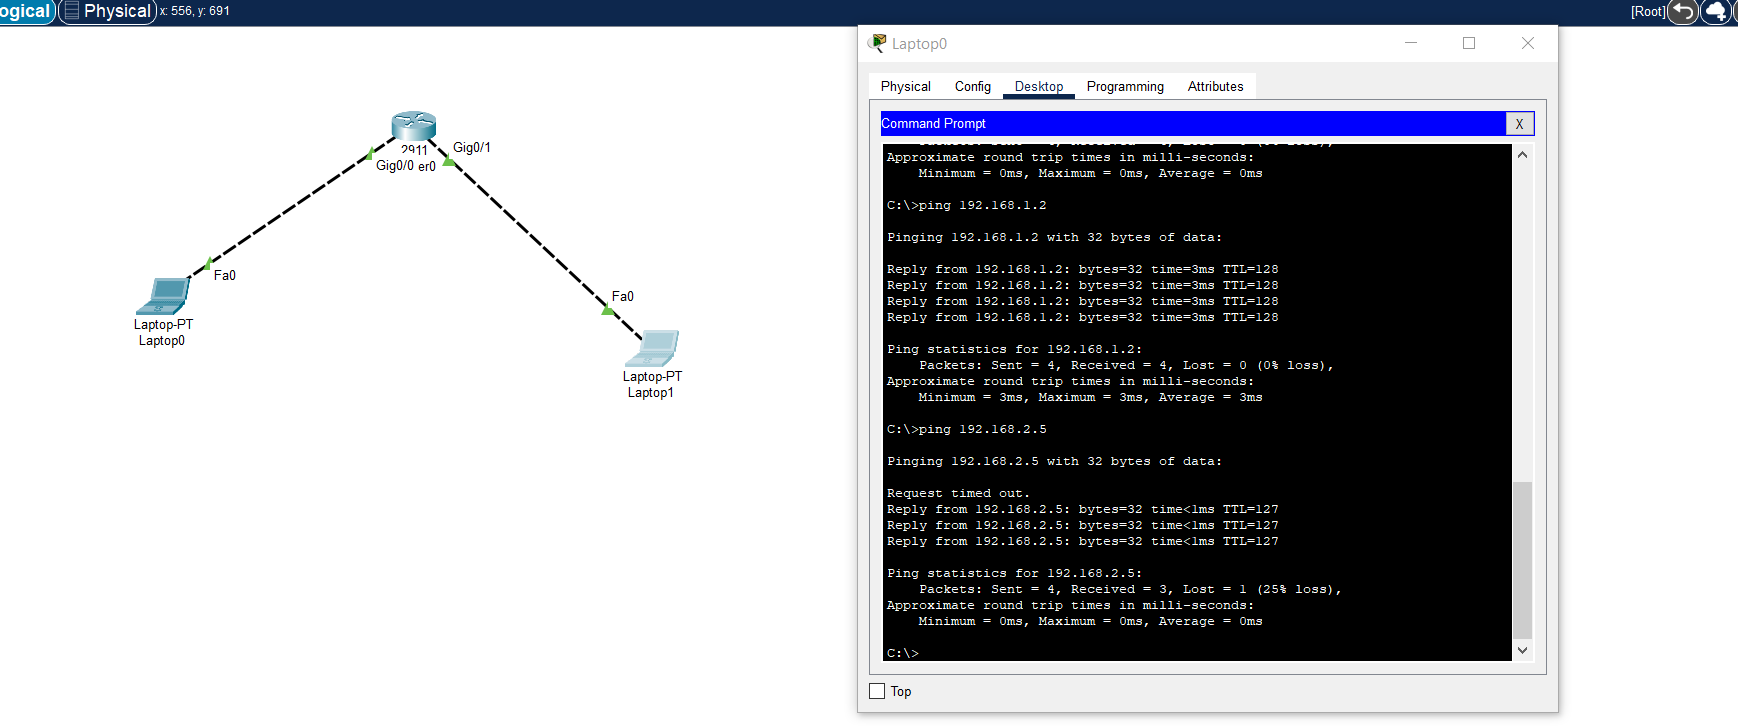 ogical Physical x: 556, y: 691 [Root]
2911
Gig0/0 er0
Gig0/1
Fa0
Laptop-PT
Laptop0
Fa0
Laptop-PT
Laptop1
Laptop0
Physical Config Desktop Programming Attributes
Command Prompt X
Approximate round trip times in milli-seconds:
Minimum = 0ms, Maximum = 0ms, Average = 0ms
C:\>ping 192.168.1.2
Pinging 192.168.1.2 with 32 bytes of data:
Reply from 192.168.1.2: bytes=32 time=3ms TTL=128
Reply from 192.168.1.2: bytes=32 time=3ms TTL=128
Reply from 192.168.1.2: bytes=32 time=3ms TTL=128
Reply from 192.168.1.2: bytes=32 time=3ms TTL=128
Ping statistics for 192.168.1.2:
Packets: Sent = 4, Received = 4, Lost = 0 (0% loss),
Approximate round trip times in milli-seconds:
Minimum = 3ms, Maximum = 3ms, Average = 3ms
C:\>ping 192.168.2.5
Pinging 192.168.2.5 with 32 bytes of data:
Request timed out.
Reply from 192.168.2.5: bytes=32 time<1ms TTL=127
Reply from 192.168.2.5: bytes=32 time<1ms TTL=127
Reply from 192.168.2.5: bytes=32 time<1ms TTL=127
Ping statistics for 192.168.2.5:
Packets: Sent = 4, Received = 3, Lost = 1 (25% loss),
Approximate round trip times in milli-seconds:
Minimum = 0ms, Maximum = 0ms, Average = 0ms
C:\>
Top